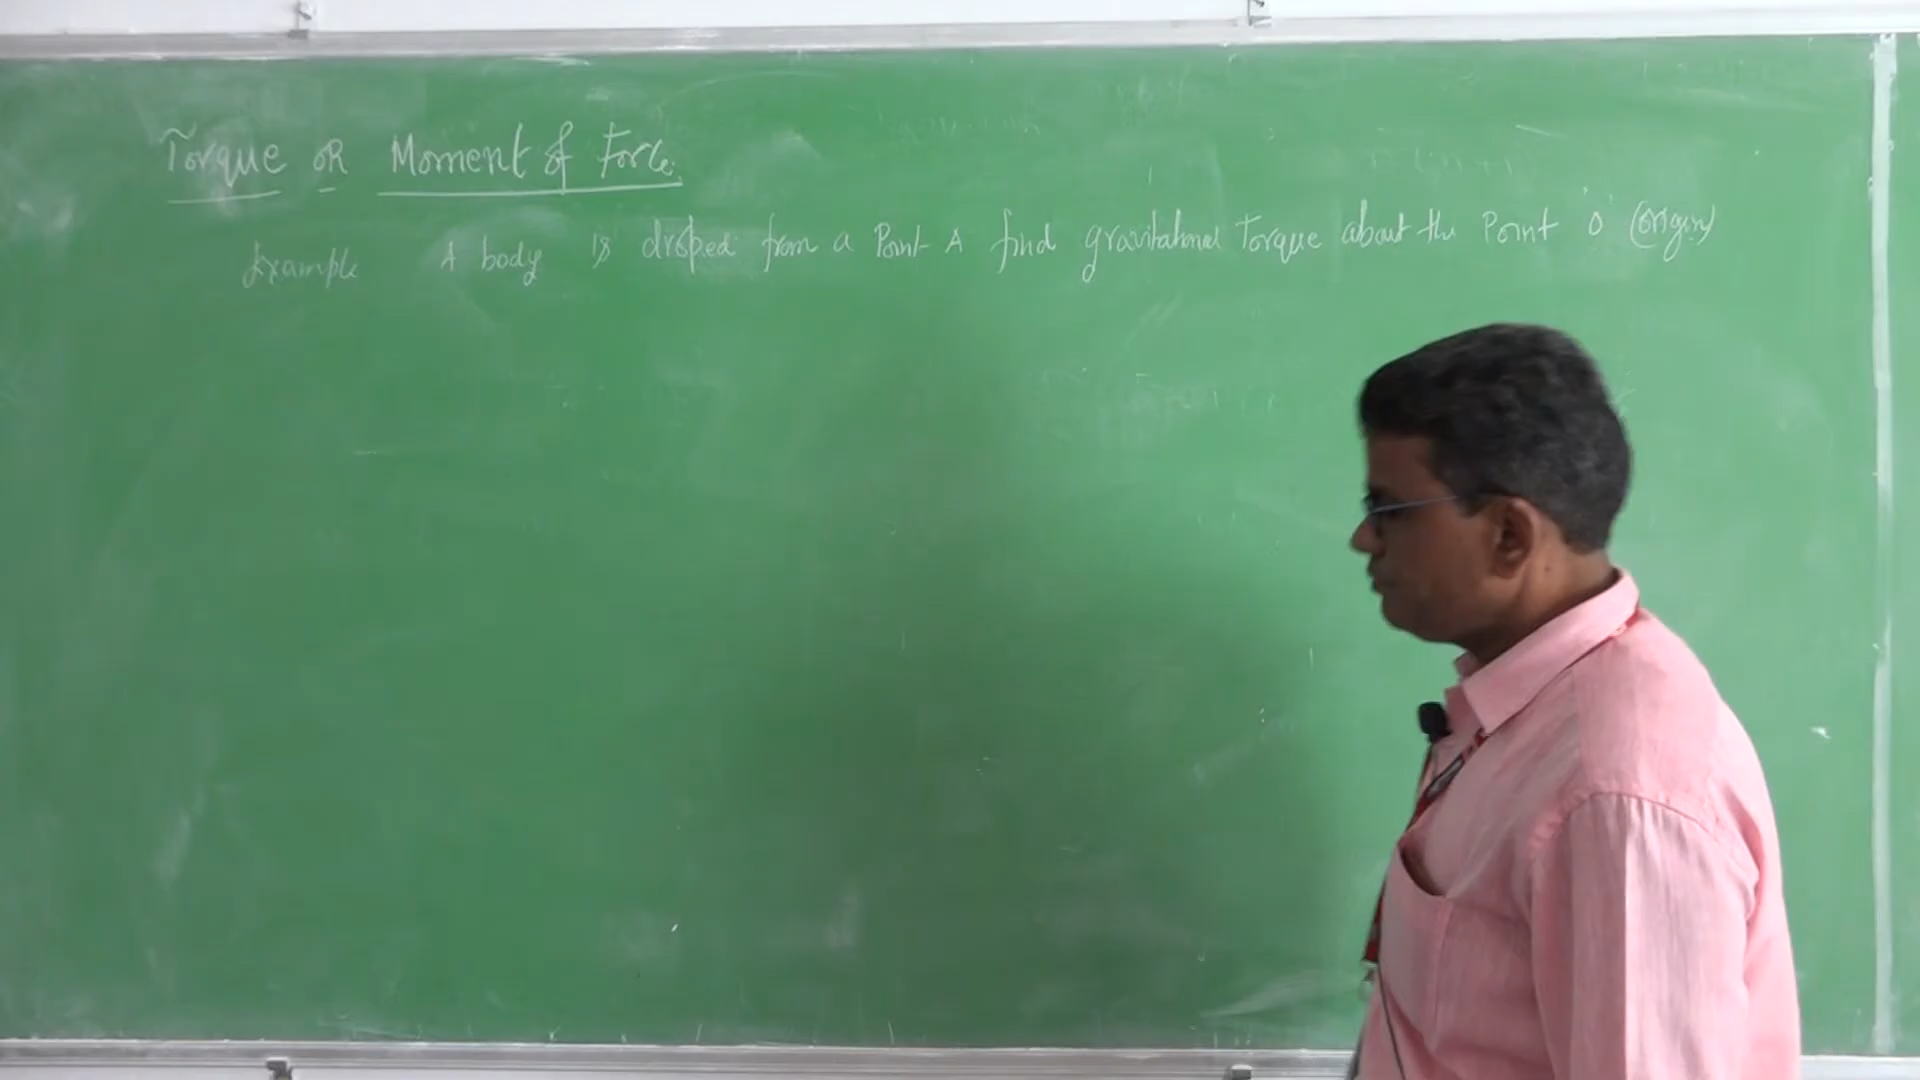 Torque OR Moment of Force.
Example A body is droped from a Point A find gravitational Torque about the Point O (origin)